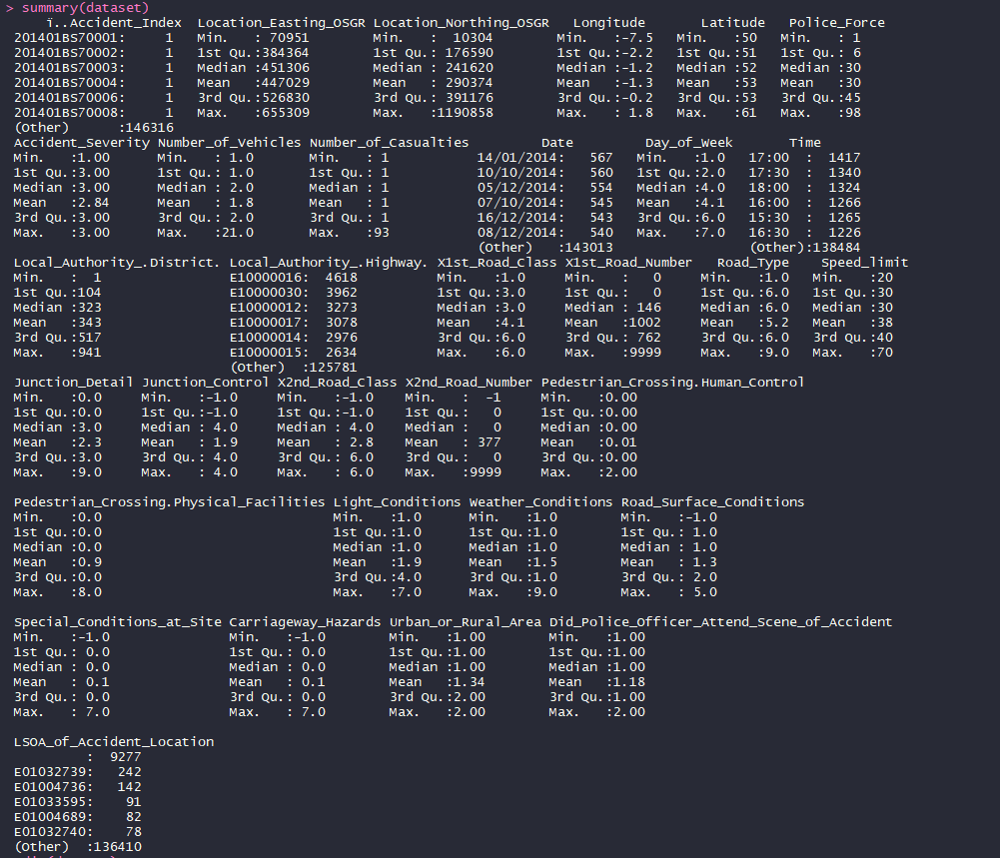 > summary(dataset)
ï..Accident_Index Location_Easting_OSGR Location_Northing_OSGR Longitude Latitude Police_Force
201401BS70001: 1 Min. : 70951 Min. : 10304 Min. :-7.5 Min. :50 Min. : 1
201401BS70002: 1 1st Qu.:384364 1st Qu.: 176590 1st Qu.:-2.2 1st Qu.:51 1st Qu.: 6
201401BS70003: 1 Median :451306 Median : 241620 Median :-1.2 Median :52 Median :30
201401BS70004: 1 Mean :447029 Mean : 290374 Mean :-1.3 Mean :53 Mean :30
201401BS70006: 1 3rd Qu.:526830 3rd Qu.: 391176 3rd Qu.:-0.2 3rd Qu.:53 3rd Qu.:45
201401BS70008: 1 Max. :655309 Max. :1190858 Max. : 1.8 Max. :61 Max. :98
(Other) :146316
Accident_Severity Number_of_Vehicles Number_of_Casualties Date Day_of_Week Time
Min. :1.00 Min. : 1.0 Min. : 1 14/01/2014: 567 Min. :1.0 17:00 : 1417
1st Qu.:3.00 1st Qu.: 1.0 1st Qu.: 1 10/10/2014: 560 1st Qu.:2.0 17:30 : 1340
Median :3.00 Median : 2.0 Median : 1 05/12/2014: 554 Median :4.0 18:00 : 1324
Mean :2.84 Mean : 1.8 Mean : 1 07/10/2014: 545 Mean :4.1 16:00 : 1266
3rd Qu.:3.00 3rd Qu.: 2.0 3rd Qu.: 1 16/12/2014: 543 3rd Qu.:6.0 15:30 : 1265
Max. :3.00 Max. :21.0 Max. :93 08/12/2014: 540 Max. :7.0 16:30 : 1226
(Other) :143013 (Other):138484
Local_Authority_.District. Local_Authority_.Highway. X1st_Road_Class X1st_Road_Number Road_Type Speed_limit
Min. : 1 E10000016: 4618 Min. :1.0 Min. : 0 Min. :1.0 Min. :20
1st Qu.:104 E10000030: 3962 1st Qu.:3.0 1st Qu.: 0 1st Qu.:6.0 1st Qu.:30
Median :323 E10000012: 3273 Median :3.0 Median : 146 Median :6.0 Median :30
Mean :343 E10000017: 3078 Mean :4.1 Mean :1002 Mean :5.2 Mean :38
3rd Qu.:517 E10000014: 2976 3rd Qu.:6.0 3rd Qu.: 762 3rd Qu.:6.0 3rd Qu.:40
Max. :941 E10000015: 2634 Max. :6.0 Max. :9999 Max. :9.0 Max. :70
(Other) :125781
Junction_Detail Junction_Control X2nd_Road_Class X2nd_Road_Number Pedestrian_Crossing.Human_Control
Min. :0.0 Min. :-1.0 Min. :-1.0 Min. : -1 Min. :0.00
1st Qu.:0.0 1st Qu.:-1.0 1st Qu.:-1.0 1st Qu.: 0 1st Qu.:0.00
Median :3.0 Median : 4.0 Median : 4.0 Median : 0 Median :0.00
Mean :2.3 Mean : 1.9 Mean : 2.8 Mean : 377 Mean :0.01
3rd Qu.:3.0 3rd Qu.: 4.0 3rd Qu.: 6.0 3rd Qu.: 0 3rd Qu.:0.00
Max. :9.0 Max. : 4.0 Max. : 6.0 Max. :9999 Max. :2.00
Pedestrian_Crossing.Physical_Facilities Light_Conditions Weather_Conditions Road_Surface_Conditions
Min. :0.0 Min. :1.0 Min. :1.0 Min. :-1.0
1st Qu.:0.0 1st Qu.:1.0 1st Qu.:1.0 1st Qu.: 1.0
Median :0.0 Median :1.0 Median :1.0 Median : 1.0
Mean :0.9 Mean :1.9 Mean :1.5 Mean : 1.3
3rd Qu.:0.0 3rd Qu.:4.0 3rd Qu.:1.0 3rd Qu.: 2.0
Max. :8.0 Max. :7.0 Max. :9.0 Max. : 5.0
Special_Conditions_at_Site Carriageway_Hazards Urban_or_Rural_Area Did_Police_Officer_Attend_Scene_of_Accident
Min. :-1.0 Min. :-1.0 Min. :1.00 Min. :1.00
1st Qu.: 0.0 1st Qu.: 0.0 1st Qu.:1.00 1st Qu.:1.00
Median : 0.0 Median : 0.0 Median :1.00 Median :1.00
Mean : 0.1 Mean : 0.1 Mean :1.34 Mean :1.18
3rd Qu.: 0.0 3rd Qu.: 0.0 3rd Qu.:2.00 3rd Qu.:1.00
Max. : 7.0 Max. : 7.0 Max. :2.00 Max. :2.00
LSOA_of_Accident_Location
: 9277
E01032739: 242
E01004736: 142
E01033595: 91
E01004689: 82
E01032740: 78
(Other) :136410